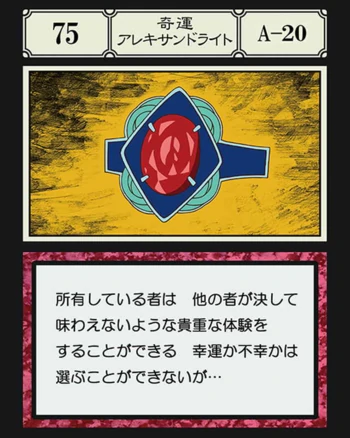 75
奇運
アレキサンドライト
A-20
所有している者は 他の者が決して
味わえないような貴重な体験を
することができる 幸運か不幸かは
選ぶことができないが…